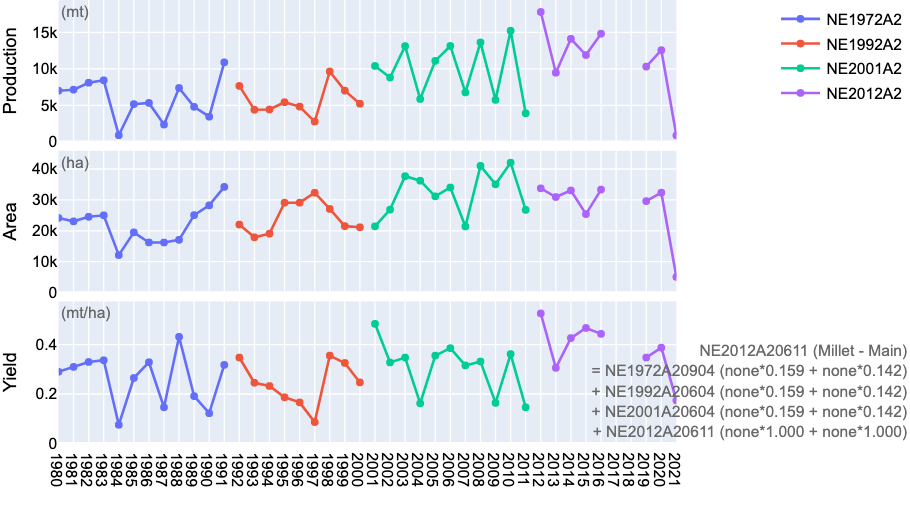 (mt)
Production
15k
10k
5k
0
NE1972A2
NE1992A2
NE2001A2
NE2012A2
(ha)
Area
40k
30k
20k
10k
0
(mt/ha)
Yield
0.4
0.2
0
NE2012A20611 (Millet - Main)
= NE1972A20904 (none*0.159 + none*0.142)
+ NE1992A20604 (none*0.159 + none*0.142)
+ NE2001A20604 (none*0.159 + none*0.142)
+ NE2012A20611 (none*1.000 + none*1.000)
1980
1981
1982
1983
1984
1985
1986
1987
1988
1989
1990
1991
1992
1993
1994
1995
1996
1997
1998
1999
2000
2001
2002
2003
2004
2005
2006
2007
2008
2009
2010
2011
2012
2013
2014
2015
2016
2017
2018
2019
2020
2021